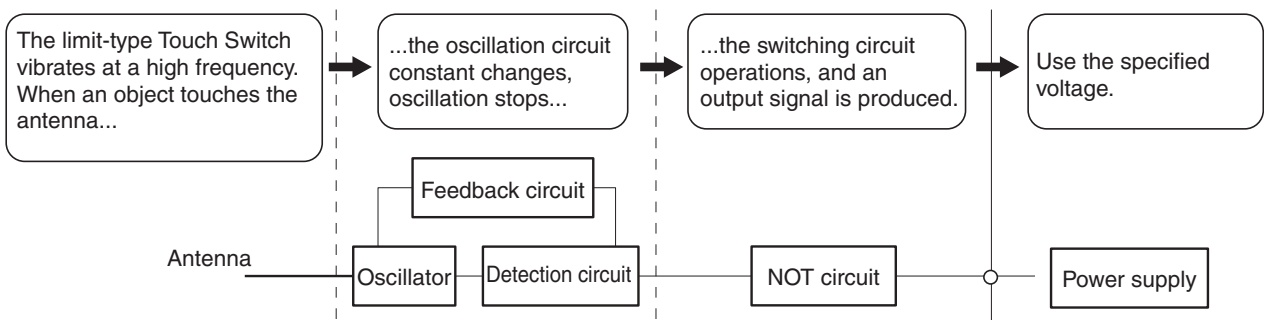 The limit-type Touch Switch
vibrates at a high frequency.
When an object touches the
antenna...
...the oscillation circuit
constant changes,
oscillation stops...
...the switching circuit
operations, and an
output signal is produced.
Use the specified
voltage.
Feedback circuit
Antenna
Oscillator
Detection circuit
NOT circuit
Power supply